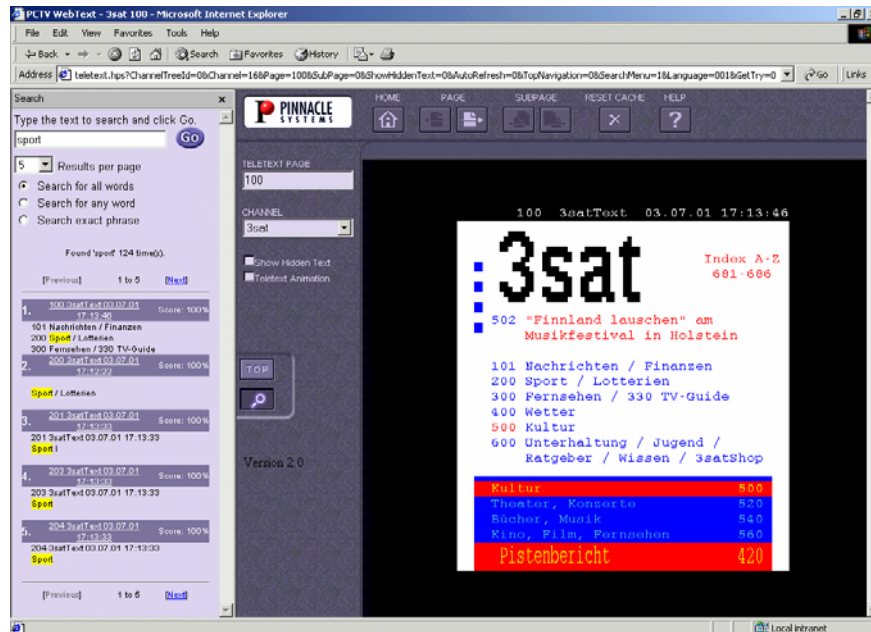 PCTV WebText - 3sat 100 - Microsoft Internet Explorer
File Edit View Favorites Tools Help
Back Search Favorites History
Address teletext.hps?ChannelTreeId=0&Channel=168&Page=100&SubPage=0&ShowHiddenText=0&AutoRefresh=0&TopNavigation=0&SearchMenu=1&Language=001&GetTry=0 Go Links
Search
Type the text to search and click Go.
sport Go
5 Results per page
Search for all words
Search for any word
Search exact phrase
Found 'sport' 124 time(s).
[Previous] 1 to 5 [Next]
1. 100 3satText 03.07.01 17:13:46 Score: 100%
101 Nachrichten / Finanzen
200 Sport / Lotterien
300 Fernsehen / 330 TV-Guide
2. 200 3satText 03.07.01 Score: 100%
Sport / Lotterien
3. 201 3satText 03.07.01 17:13:33 Score: 100%
201 3satText 03.07.01 17:13:33
Sport i
4. 203 3satText 03.07.01 17:13:33 Score: 100%
203 3satText 03.07.01 17:13:33
Sport
5. 204 3satText 03.07.01 17:13:33 Score: 100%
204 3satText 03.07.01 17:13:33
Sport
[Previous] 1 to 5 [Next]
PINNACLE
SYSTEMS
HOME PAGE SUBPAGE RESET CACHE HELP
TELETEXT PAGE
100
CHANNEL
3sat
Show Hidden Text
Teletext Animation
TOP
Version 2.0
100 3satText 03.07.01 17:13:46
3sat
Index A-Z
681-686
502 "Finnland lauschen" am
Musikfestival in Holstein
101 Nachrichten / Finanzen
200 Sport / Lotterien
300 Fernsehen / 330 TV-Guide
400 Wetter
500 Kultur
600 Unterhaltung / Jugend /
Ratgeber / Wissen / 3satShop
Kultur 500
Theater, Konzerte 520
Bücher, Musik 540
Kino, Film, Fernsehen 560
Pistenbericht 420
Local intranet